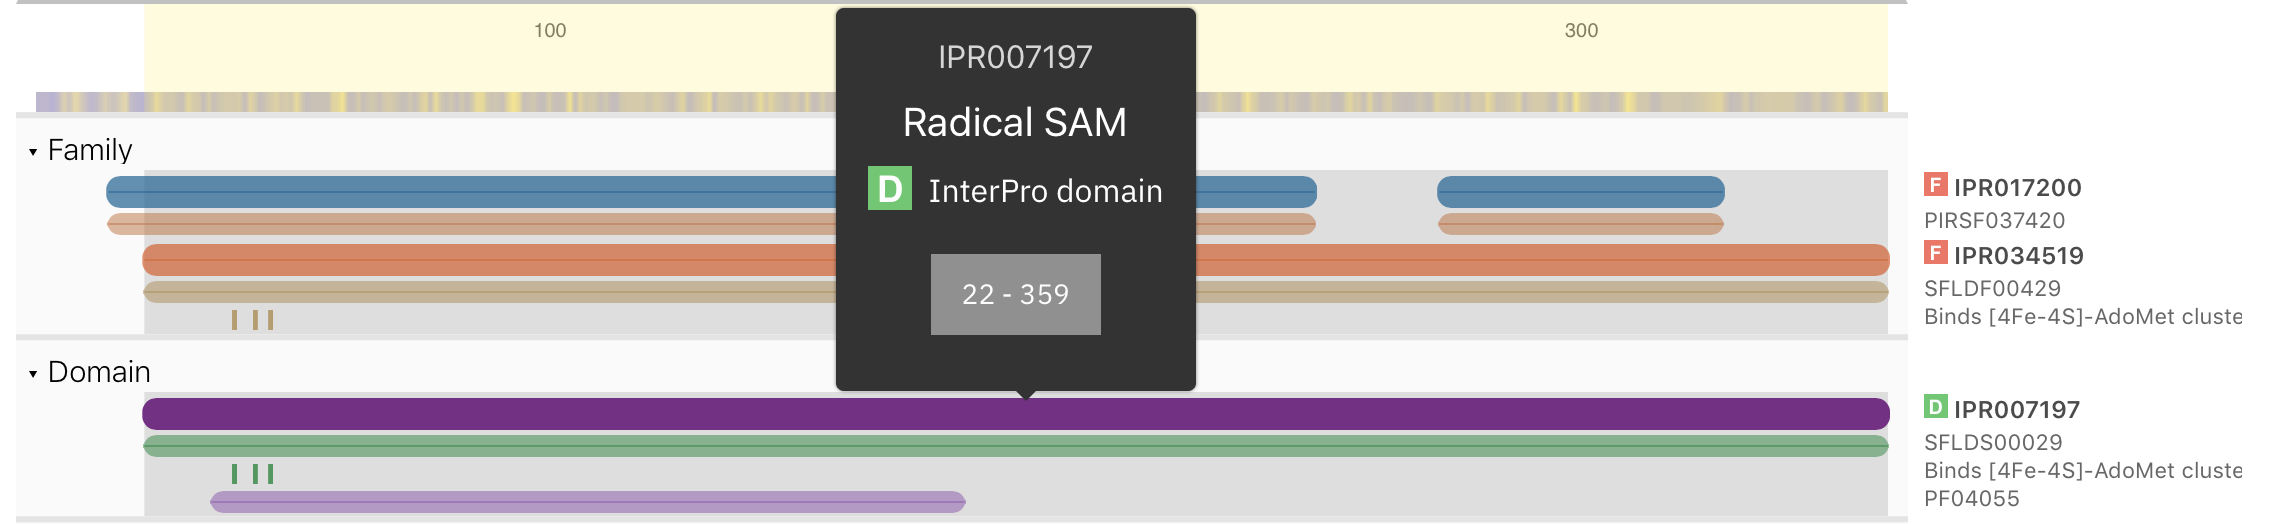 100
300
IPR007197
Radical SAM
D InterPro domain
22 - 359
▾ Family
F IPR017200
PIRSF037420
F IPR034519
SFLDF00429
Binds [4Fe-4S]-AdoMet cluste
▾ Domain
D IPR007197
SFLDS00029
Binds [4Fe-4S]-AdoMet cluste
PF04055